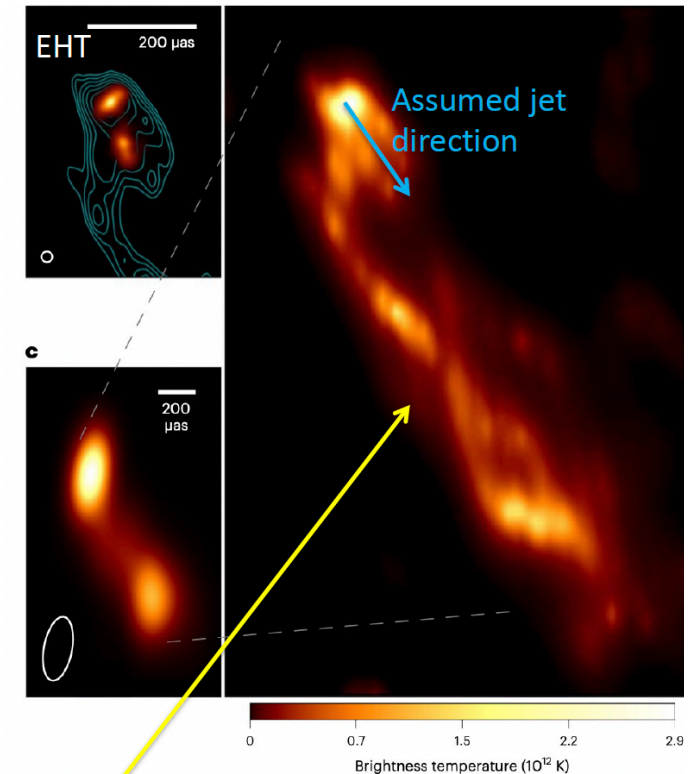 EHT
200 µas
Assumed jet
direction
c
200
µas
0
0.7
1.5
2.2
2.9
Brightness temperature (10¹² K)